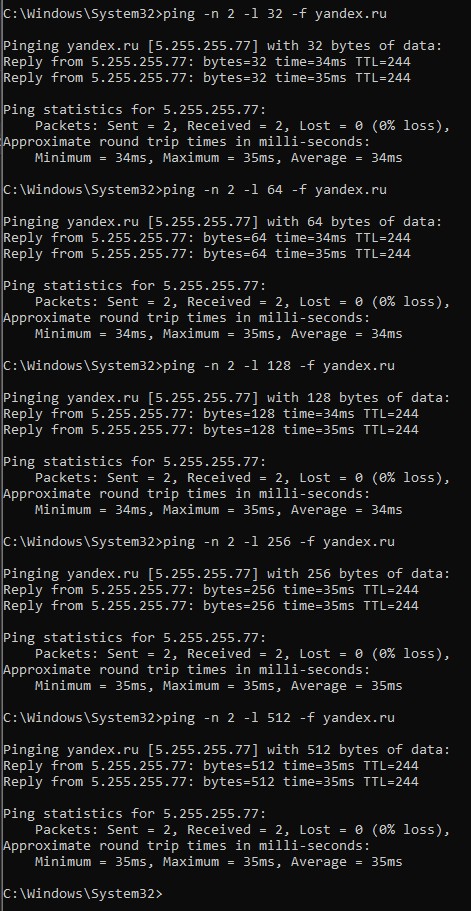 C:\Windows\System32>ping -n 2 -l 32 -f yandex.ru
Pinging yandex.ru [5.255.255.77] with 32 bytes of data:
Reply from 5.255.255.77: bytes=32 time=34ms TTL=244
Reply from 5.255.255.77: bytes=32 time=35ms TTL=244
Ping statistics for 5.255.255.77:
    Packets: Sent = 2, Received = 2, Lost = 0 (0% loss),
Approximate round trip times in milli-seconds:
    Minimum = 34ms, Maximum = 35ms, Average = 34ms
C:\Windows\System32>ping -n 2 -l 64 -f yandex.ru
Pinging yandex.ru [5.255.255.77] with 64 bytes of data:
Reply from 5.255.255.77: bytes=64 time=34ms TTL=244
Reply from 5.255.255.77: bytes=64 time=35ms TTL=244
Ping statistics for 5.255.255.77:
    Packets: Sent = 2, Received = 2, Lost = 0 (0% loss),
Approximate round trip times in milli-seconds:
    Minimum = 34ms, Maximum = 35ms, Average = 34ms
C:\Windows\System32>ping -n 2 -l 128 -f yandex.ru
Pinging yandex.ru [5.255.255.77] with 128 bytes of data:
Reply from 5.255.255.77: bytes=128 time=34ms TTL=244
Reply from 5.255.255.77: bytes=128 time=35ms TTL=244
Ping statistics for 5.255.255.77:
    Packets: Sent = 2, Received = 2, Lost = 0 (0% loss),
Approximate round trip times in milli-seconds:
    Minimum = 34ms, Maximum = 35ms, Average = 34ms
C:\Windows\System32>ping -n 2 -l 256 -f yandex.ru
Pinging yandex.ru [5.255.255.77] with 256 bytes of data:
Reply from 5.255.255.77: bytes=256 time=35ms TTL=244
Reply from 5.255.255.77: bytes=256 time=35ms TTL=244
Ping statistics for 5.255.255.77:
    Packets: Sent = 2, Received = 2, Lost = 0 (0% loss),
Approximate round trip times in milli-seconds:
    Minimum = 35ms, Maximum = 35ms, Average = 35ms
C:\Windows\System32>ping -n 2 -l 512 -f yandex.ru
Pinging yandex.ru [5.255.255.77] with 512 bytes of data:
Reply from 5.255.255.77: bytes=512 time=35ms TTL=244
Reply from 5.255.255.77: bytes=512 time=35ms TTL=244
Ping statistics for 5.255.255.77:
    Packets: Sent = 2, Received = 2, Lost = 0 (0% loss),
Approximate round trip times in milli-seconds:
    Minimum = 35ms, Maximum = 35ms, Average = 35ms
C:\Windows\System32>